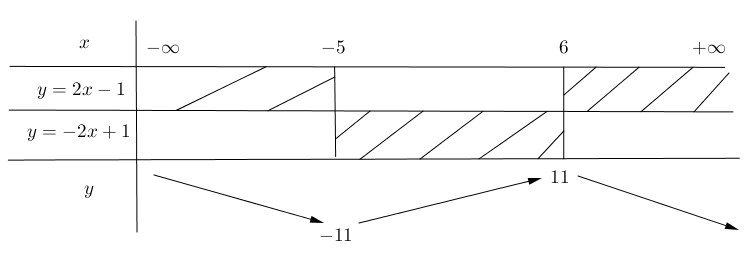 x −∞ −5 6 +∞
y = 2x − 1
y = −2x + 1
y 11
−11